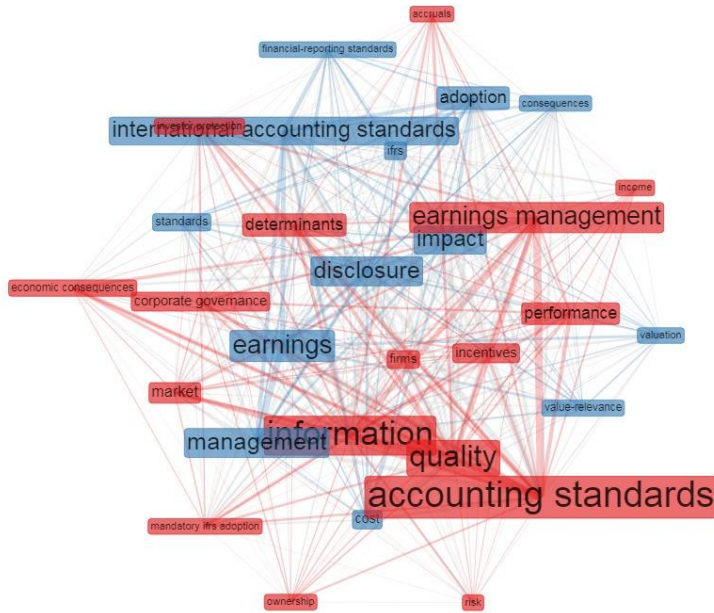 accruals
financial-reporting standards
adoption
consequences
international accounting standards
investor protection
ifrs
income
standards
determinants
earnings management
impact
disclosure
economic consequences
corporate governance
performance
earnings
valuation
firms
incentives
market
value-relevance
information
management
quality
accounting standards
cost
mandatory ifrs adoption
ownership
risk